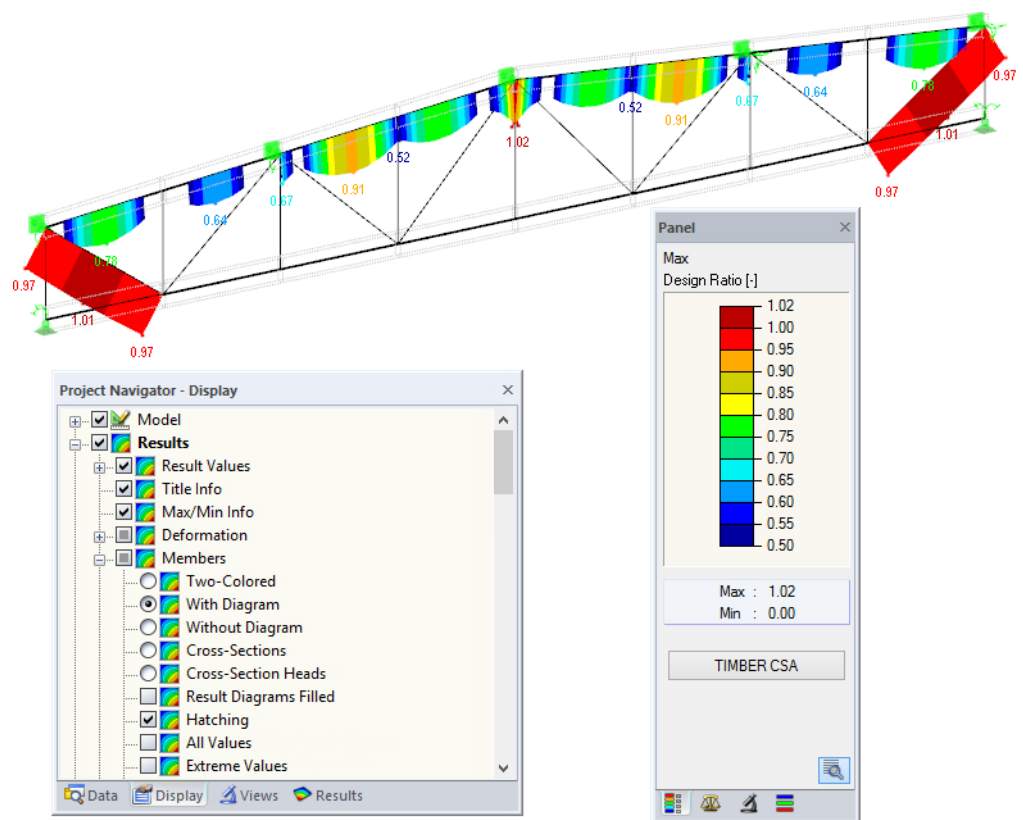 0.97
1.01
0.97
0.78
0.64
0.67
0.91
0.52
1.02
0.52
0.91
0.67
0.64
0.78
0.97
1.01
0.97
Project Navigator - Display
Model
Results
Result Values
Title Info
Max/Min Info
Deformation
Members
Two-Colored
With Diagram
Without Diagram
Cross-Sections
Cross-Section Heads
Result Diagrams Filled
Hatching
All Values
Extreme Values
Data Display Views Results
Panel
Max
Design Ratio [-]
1.02
1.00
0.95
0.90
0.85
0.80
0.75
0.70
0.65
0.60
0.55
0.50
Max : 1.02
Min : 0.00
TIMBER CSA